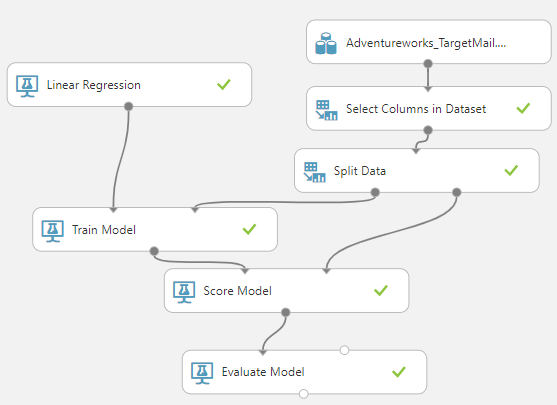 Adventureworks_TargetMail....
Linear Regression
Select Columns in Dataset
Split Data
Train Model
Score Model
Evaluate Model